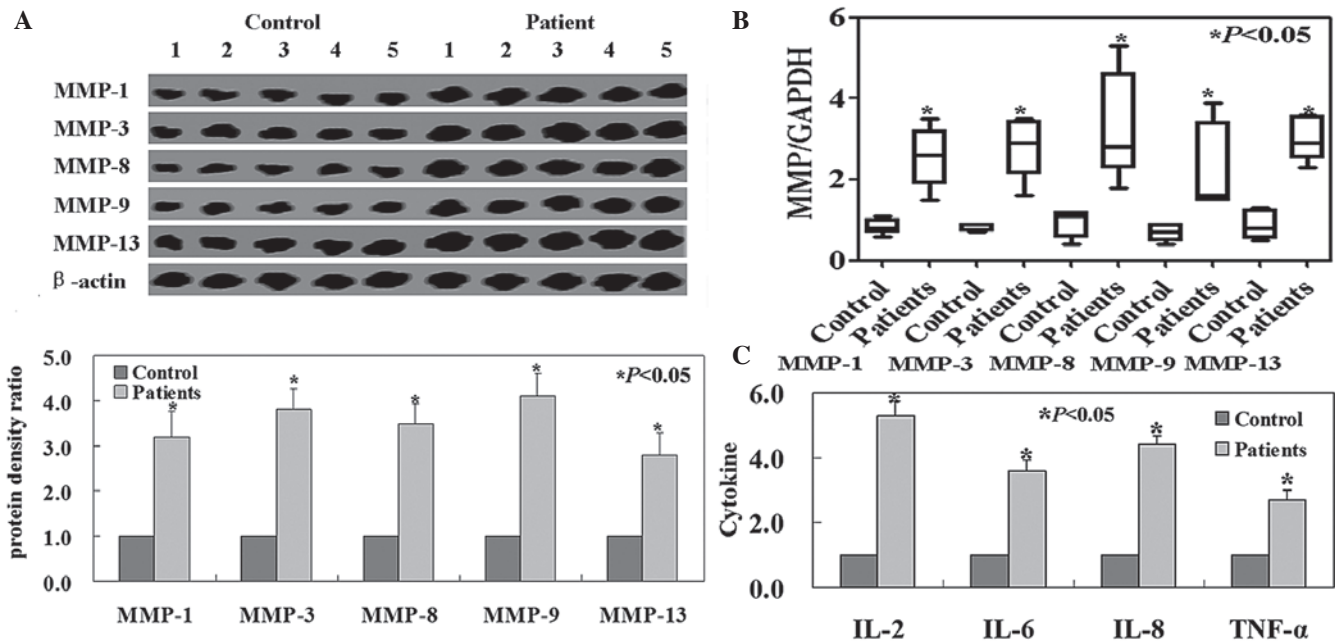 A
Control Patient
1 2 3 4 5 1 2 3 4 5
MMP-1
MMP-3
MMP-8
MMP-9
MMP-13
β-actin
5.0
4.0
3.0
2.0
1.0
0.0
protein density ratio
Control
Patients
*P<0.05
* * * * *
MMP-1 MMP-3 MMP-8 MMP-9 MMP-13
B
6
4
2
0
MMP/GAPDH
*P<0.05
* * * * *
Control Patients Control Patients Control Patients Control Patients Control Patients
MMP-1 MMP-3 MMP-8 MMP-9 MMP-13
C
6.0
4.0
2.0
0.0
Cytokine
*P<0.05
Control
Patients
* * * *
IL-2 IL-6 IL-8 TNF-α